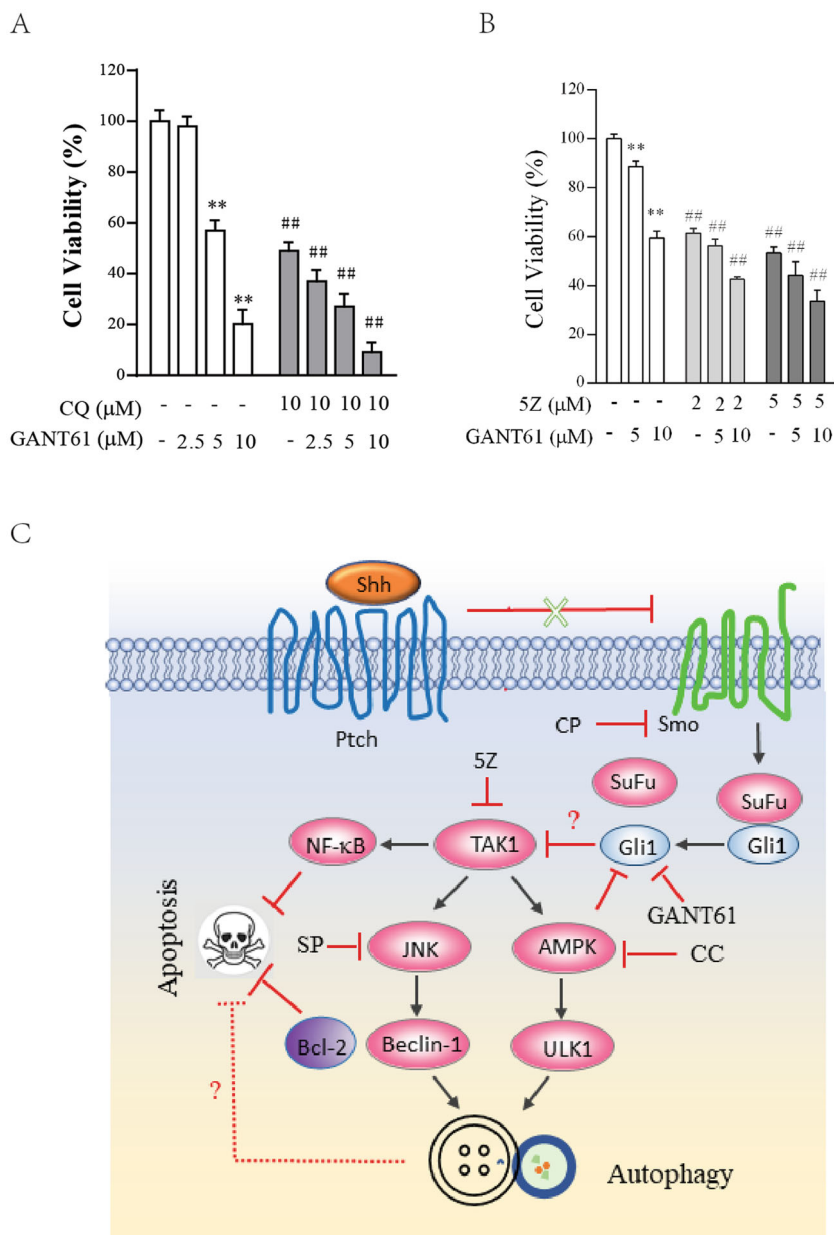 A
120
100
80
60
40
20
0
Cell Viability (%)
**
**
##
##
##
##
CQ (μM) - - - - 10 10 10 10
GANT61 (μM) - 2.5 5 10 - 2.5 5 10
B
120
100
80
60
40
20
0
Cell Viability (%)
**
**
##
##
##
##
##
##
5Z (μM) - - - 2 2 2 5 5 5
GANT61 (μM) - 5 10 - 5 10 - 5 10
C
Shh
X
Ptch
CP
Smo
5Z
SuFu
SuFu
NF-κB
TAK1
?
Gli1
Gli1
GANT61
Apoptosis
SP
JNK
AMPK
CC
Bcl-2
Beclin-1
ULK1
?
Autophagy